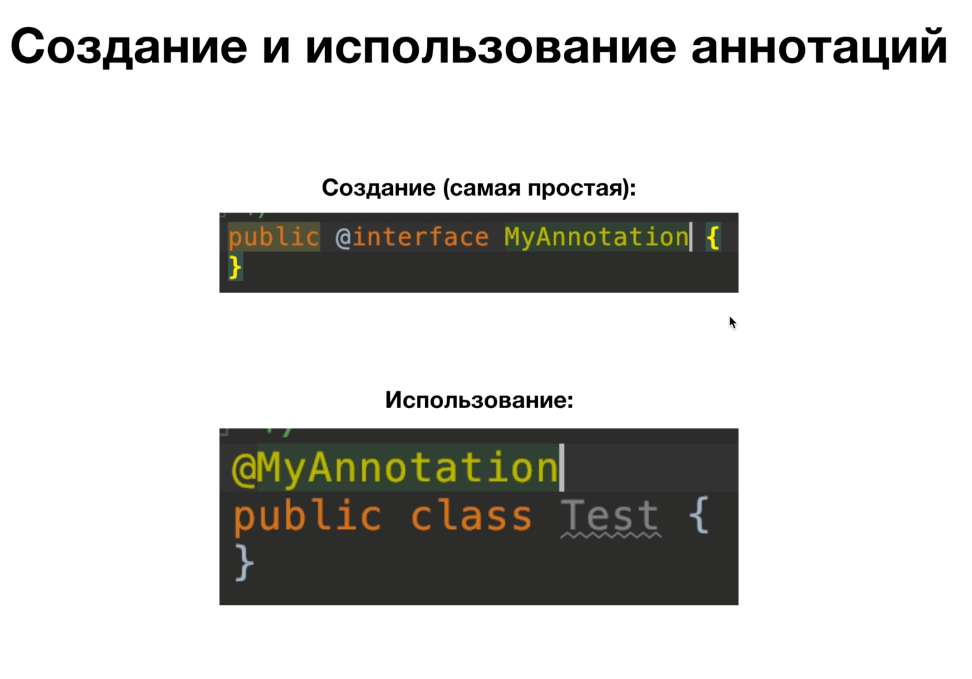 Создание и использование аннотаций
Создание (самая простая):
public @interface MyAnnotation {
}
Использование:
@MyAnnotation
public class Test {
}